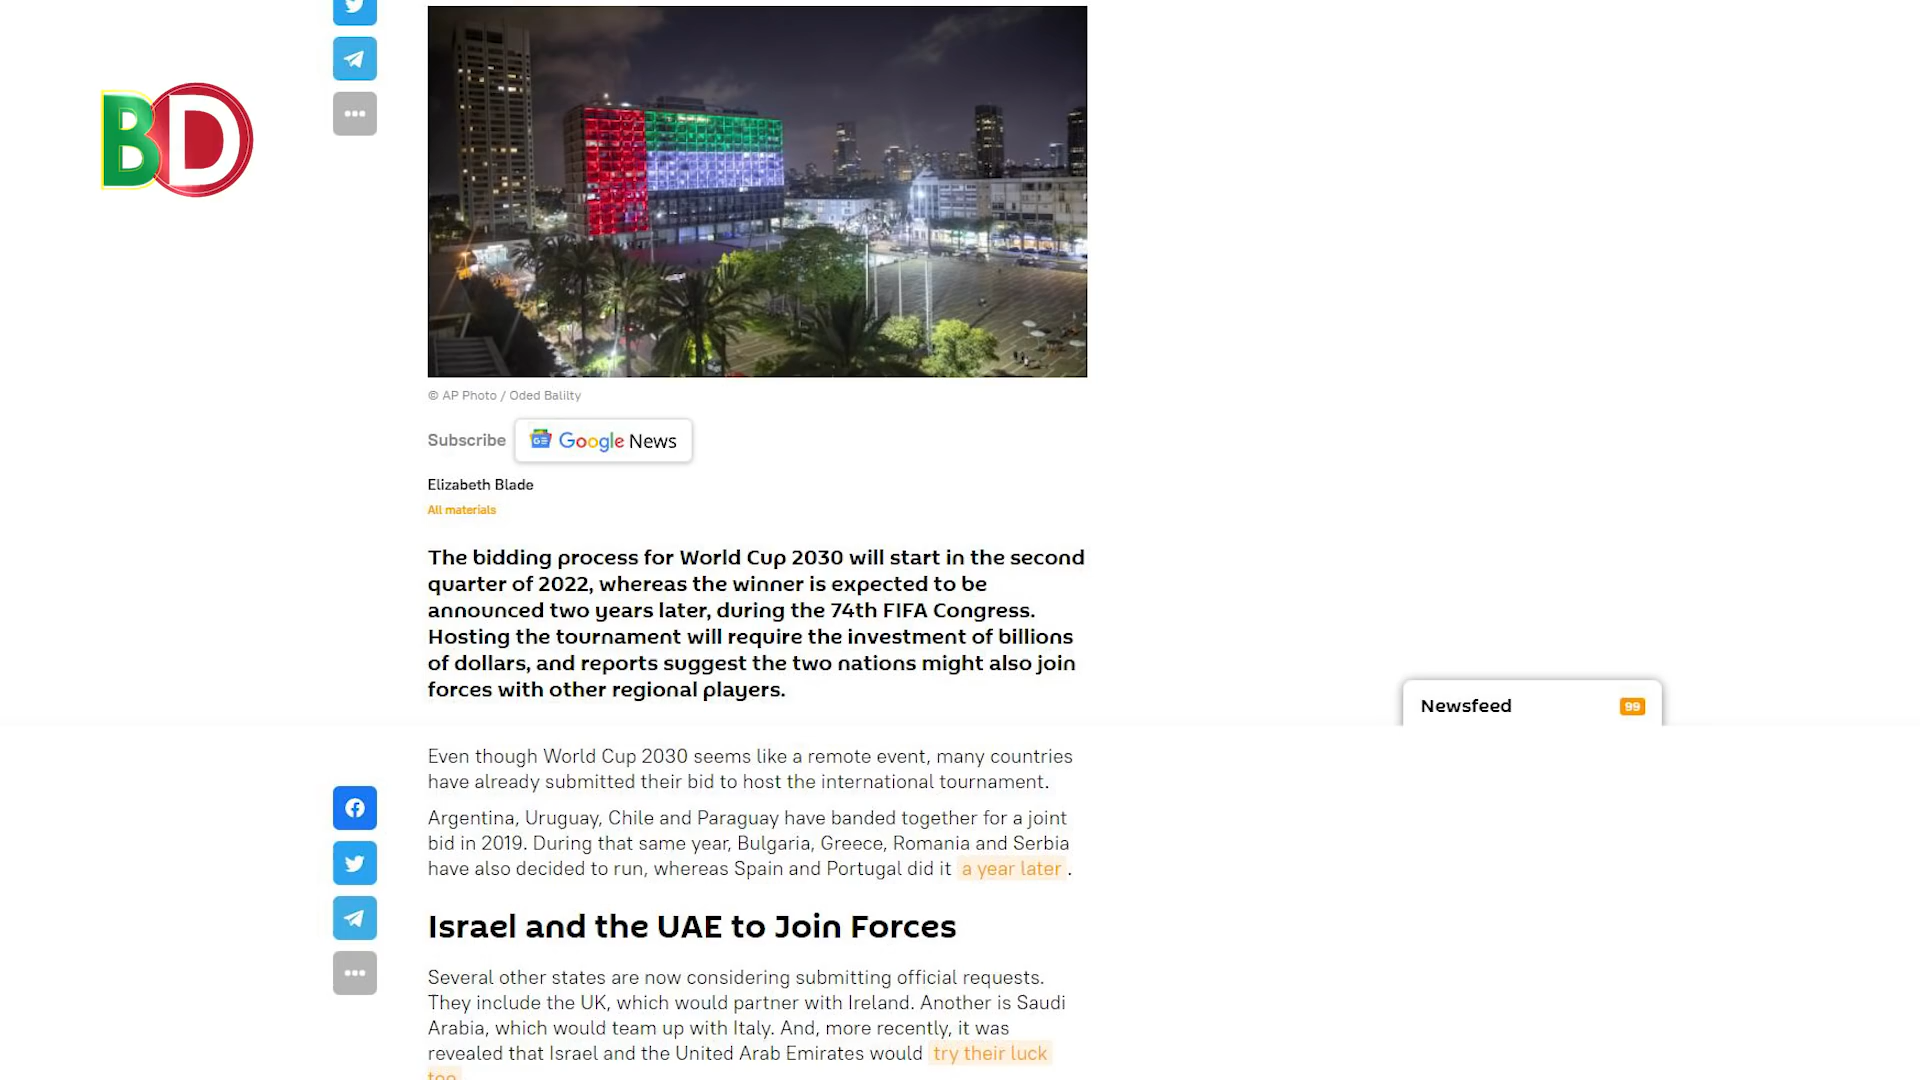 BD
© AP Photo / Oded Balilty
Subscribe
GE Google News
Elizabeth Blade
All materials
The bidding process for World Cup 2030 will start in the second
quarter of 2022, whereas the winner is expected to be
announced two years later, during the 74th FIFA Congress.
Hosting the tournament will require the investment of billions
of dollars, and reports suggest the two nations might also join
forces with other regional players.
Newsfeed 99
Even though World Cup 2030 seems like a remote event, many countries
have already submitted their bid to host the international tournament.
Argentina, Uruguay, Chile and Paraguay have banded together for a joint
bid in 2019. During that same year, Bulgaria, Greece, Romania and Serbia
have also decided to run, whereas Spain and Portugal did it a year later .
Israel and the UAE to Join Forces
Several other states are now considering submitting official requests.
They include the UK, which would partner with Ireland. Another is Saudi
Arabia, which would team up with Italy. And, more recently, it was
revealed that Israel and the United Arab Emirates would try their luck
too